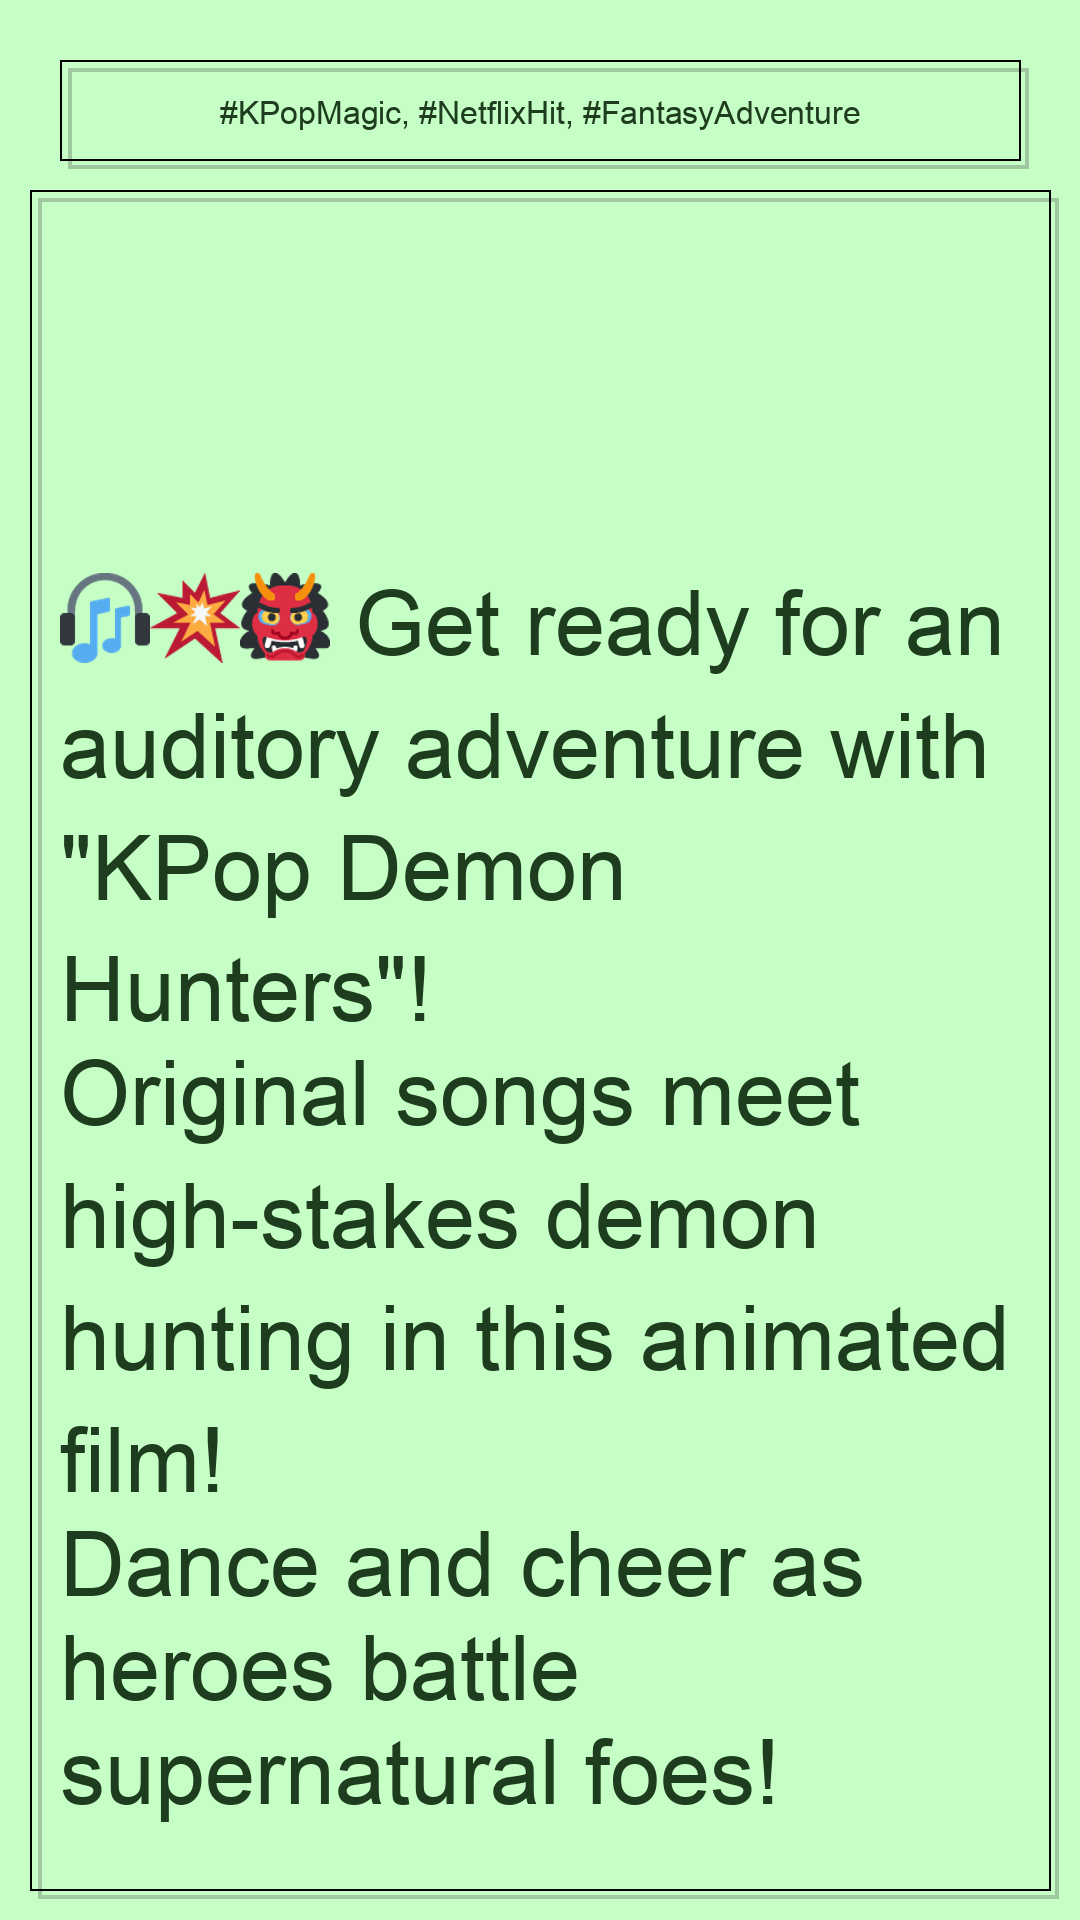 #KPopMagic, #NetflixHit, #FantasyAdventure
🎧💥👹 Get ready for an
auditory adventure with
"KPop Demon
Hunters"!
Original songs meet
high-stakes demon
hunting in this animated
film!
Dance and cheer as
heroes battle
supernatural foes!